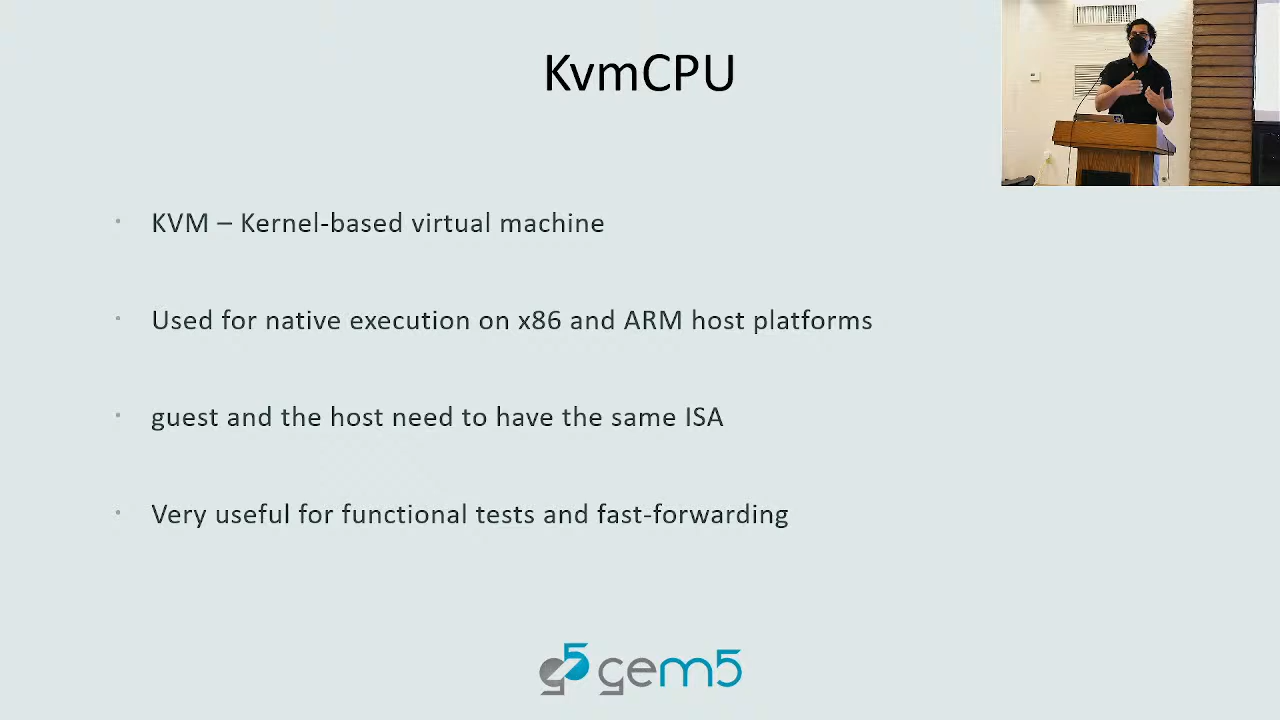 KvmCPU
· KVM – Kernel-based virtual machine
· Used for native execution on x86 and ARM host platforms
· guest and the host need to have the same ISA
· Very useful for functional tests and fast-forwarding
g5 gem5